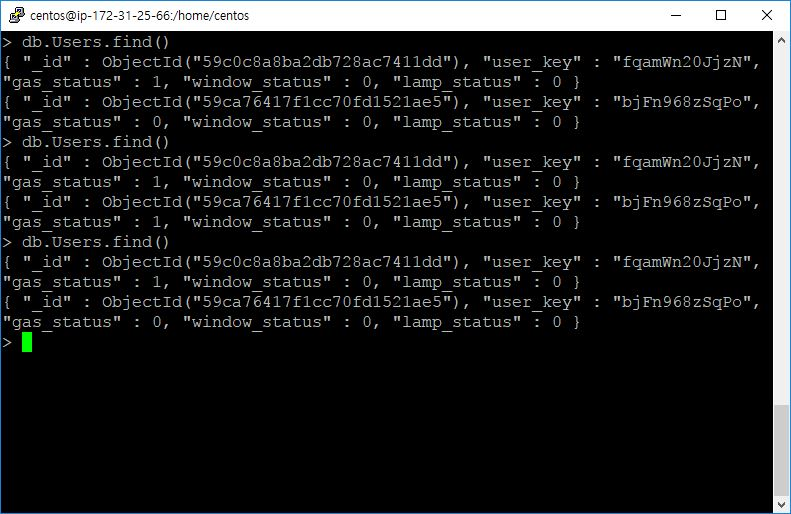 centos@ip-172-31-25-66:/home/centos
> db.Users.find()
{ "_id" : ObjectId("59c0c8a8ba2db728ac7411dd"), "user_key" : "fqamWn20JjzN",
"gas_status" : 1, "window_status" : 0, "lamp_status" : 0 }
{ "_id" : ObjectId("59ca76417f1cc70fd1521ae5"), "user_key" : "bjFn968zSqPo",
"gas_status" : 0, "window_status" : 0, "lamp_status" : 0 }
> db.Users.find()
{ "_id" : ObjectId("59c0c8a8ba2db728ac7411dd"), "user_key" : "fqamWn20JjzN",
"gas_status" : 1, "window_status" : 0, "lamp_status" : 0 }
{ "_id" : ObjectId("59ca76417f1cc70fd1521ae5"), "user_key" : "bjFn968zSqPo",
"gas_status" : 1, "window_status" : 0, "lamp_status" : 0 }
> db.Users.find()
{ "_id" : ObjectId("59c0c8a8ba2db728ac7411dd"), "user_key" : "fqamWn20JjzN",
"gas_status" : 1, "window_status" : 0, "lamp_status" : 0 }
{ "_id" : ObjectId("59ca76417f1cc70fd1521ae5"), "user_key" : "bjFn968zSqPo",
"gas_status" : 0, "window_status" : 0, "lamp_status" : 0 }
>